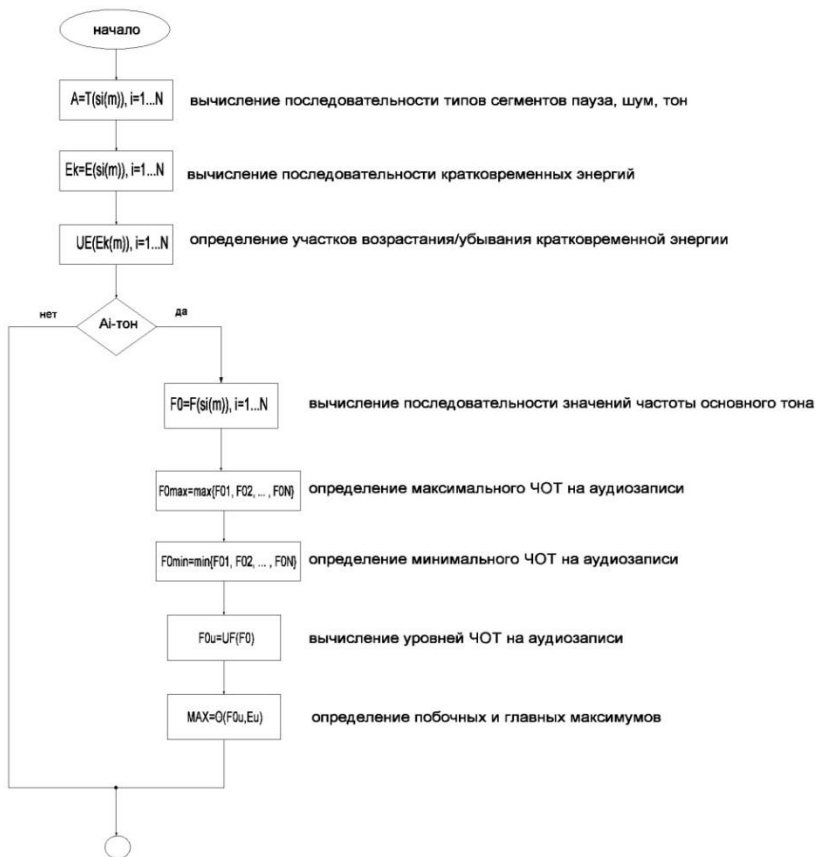 начало
A=T(si(m)), i=1...N
вычисление последовательности типов сегментов пауза, шум, тон
Ek=E(si(m)), i=1...N
вычисление последовательности кратковременных энергий
UE(Ek(m)), i=1...N
определение участков возрастания/убывания кратковременной энергии
нет
Ai-тон
да
F0=F(si(m)), i=1...N
вычисление последовательности значений частоты основного тона
F0max=max{F01, F02, ... , F0N}
определение максимального ЧОТ на аудиозаписи
F0min=min{F01, F02, ... , F0N}
определение минимального ЧОТ на аудиозаписи
F0u=UF(F0)
вычисление уровней ЧОТ на аудиозаписи
MAX=O(F0u,Eu)
определение побочных и главных максимумов